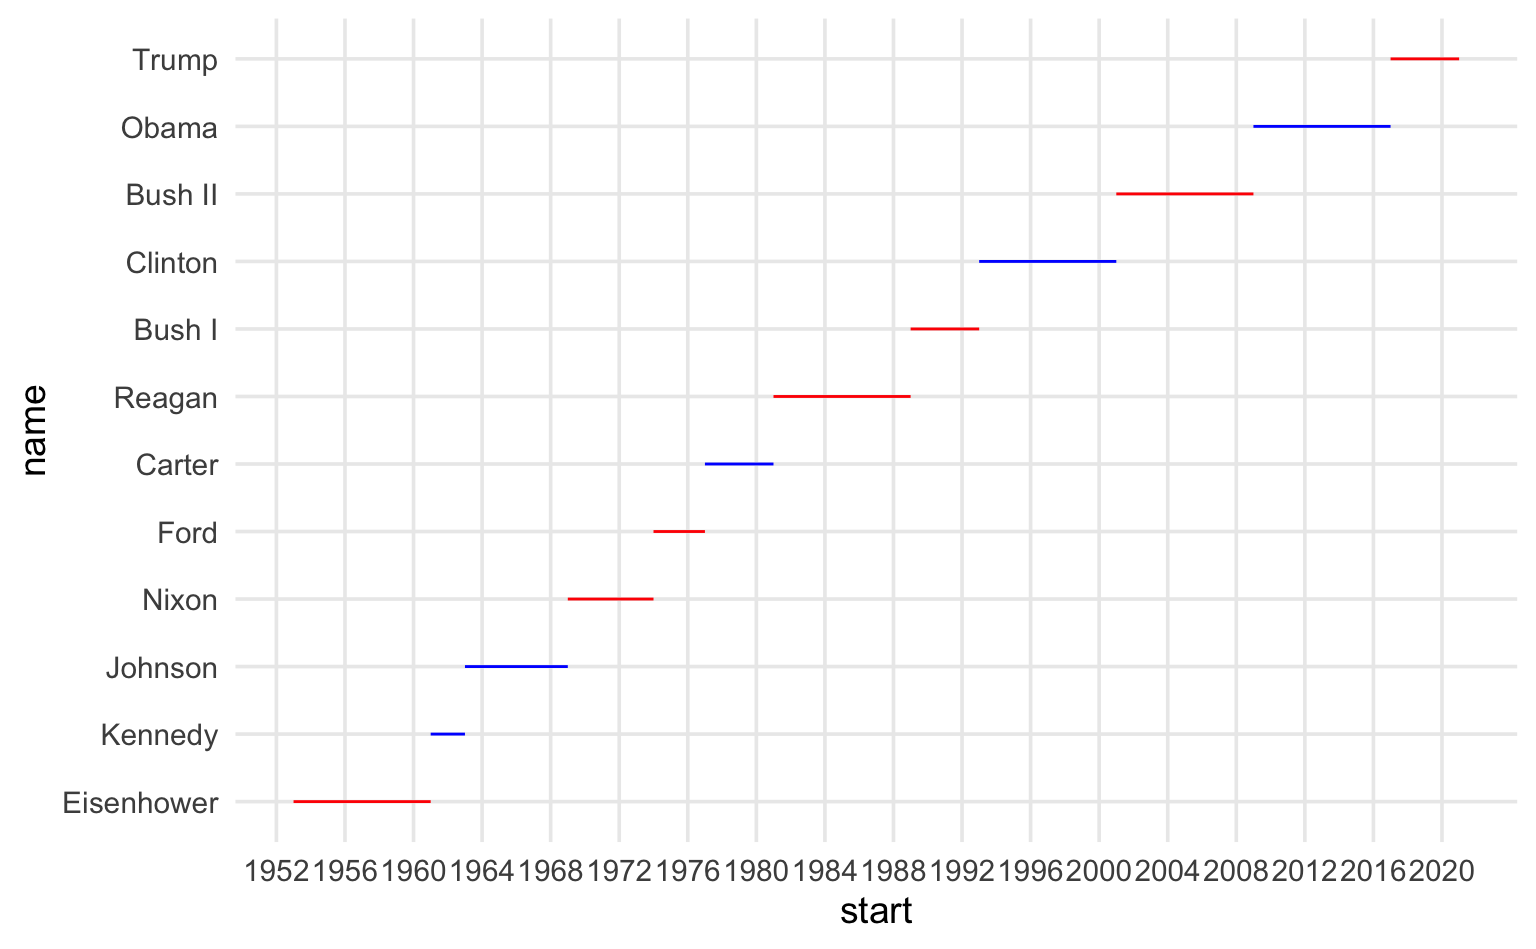 Trump
Obama
Bush II
Clinton
Bush I
Reagan
Carter
Ford
Nixon
Johnson
Kennedy
Eisenhower
name
1952 1956 1960 1964 1968 1972 1976 1980 1984 1988 1992 1996 2000 2004 2008 2012 2016 2020
start